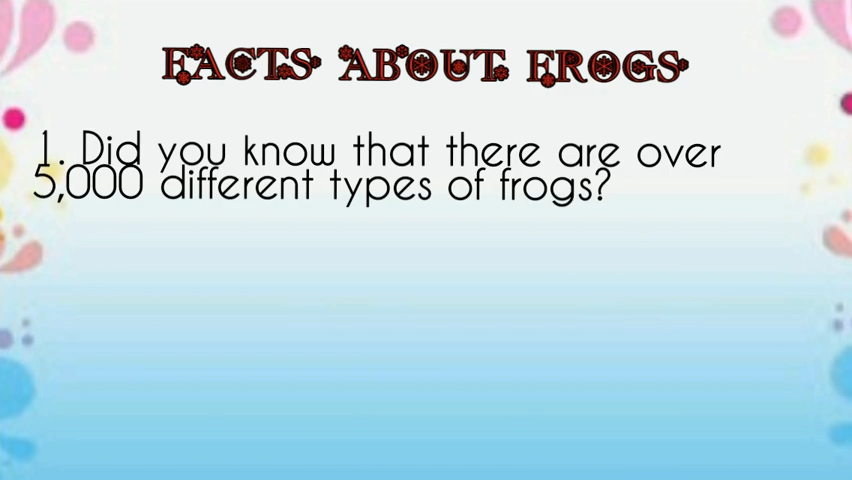 FACTS ABOUT FROGS
1. Did you know that there are over
5,000 different types of frogs?